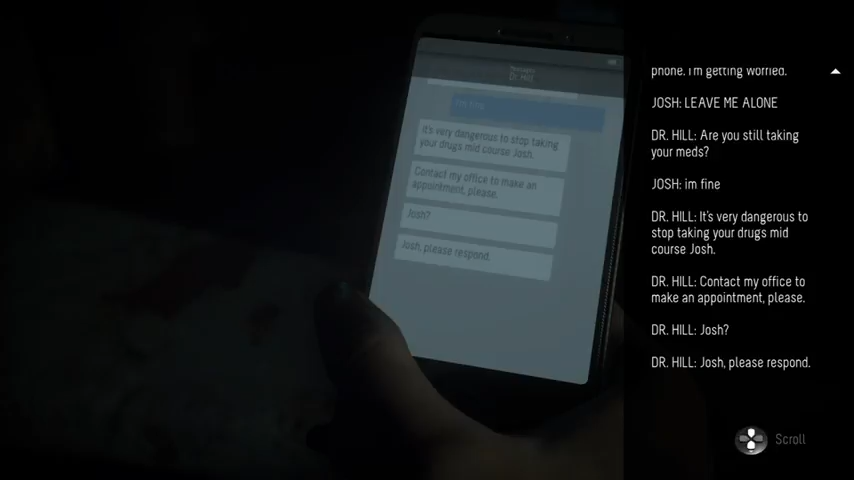 Messages
Dr. Hill
im fine
It's very dangerous to stop taking
your drugs mid course Josh.
Contact my office to make an
appointment, please.
Josh?
Josh, please respond.
phone. I'm getting worried.
JOSH: LEAVE ME ALONE
DR. HILL: Are you still taking
your meds?
JOSH: im fine
DR. HILL: It's very dangerous to
stop taking your drugs mid
course Josh.
DR. HILL: Contact my office to
make an appointment, please.
DR. HILL: Josh?
DR. HILL: Josh, please respond.
Scroll